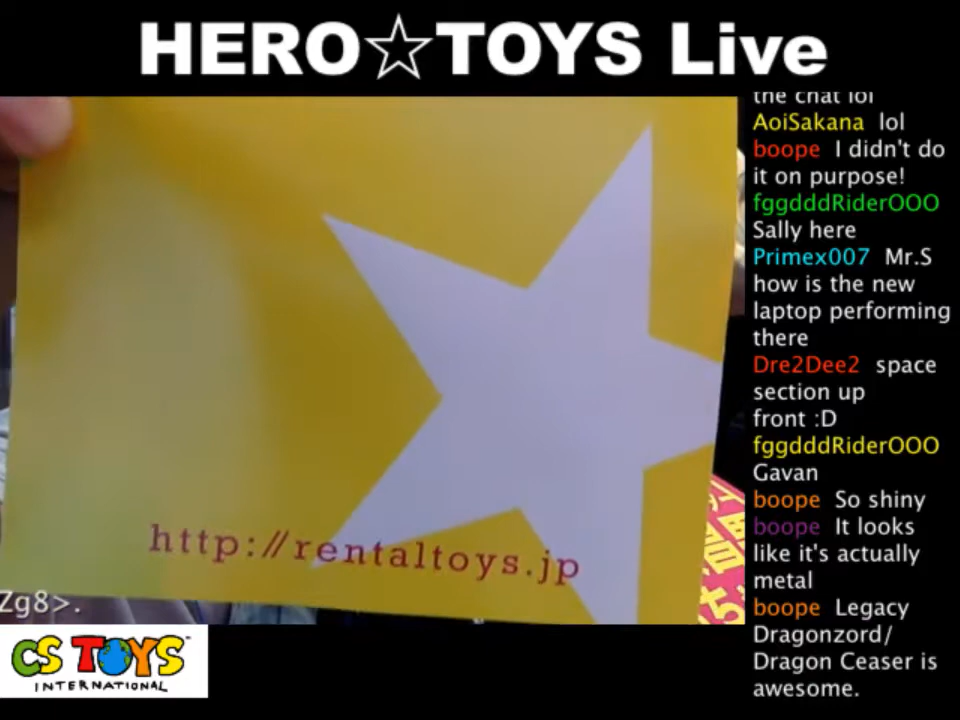 HERO☆TOYS Live
the chat lol
AoiSakana lol
boope I didn't do
it on purpose!
fggdddRiderOOO
Sally here
Primex007 Mr.S
how is the new
laptop performing
there
Dre2Dee2 space
section up
front :D
fggdddRiderOOO
Gavan
boope So shiny
boope It looks
like it's actually
metal
boope Legacy
Dragonzord/
Dragon Ceaser is
awesome.
http://rentaltoys.jp
Zg8>.
CS TOYS
INTERNATIONAL